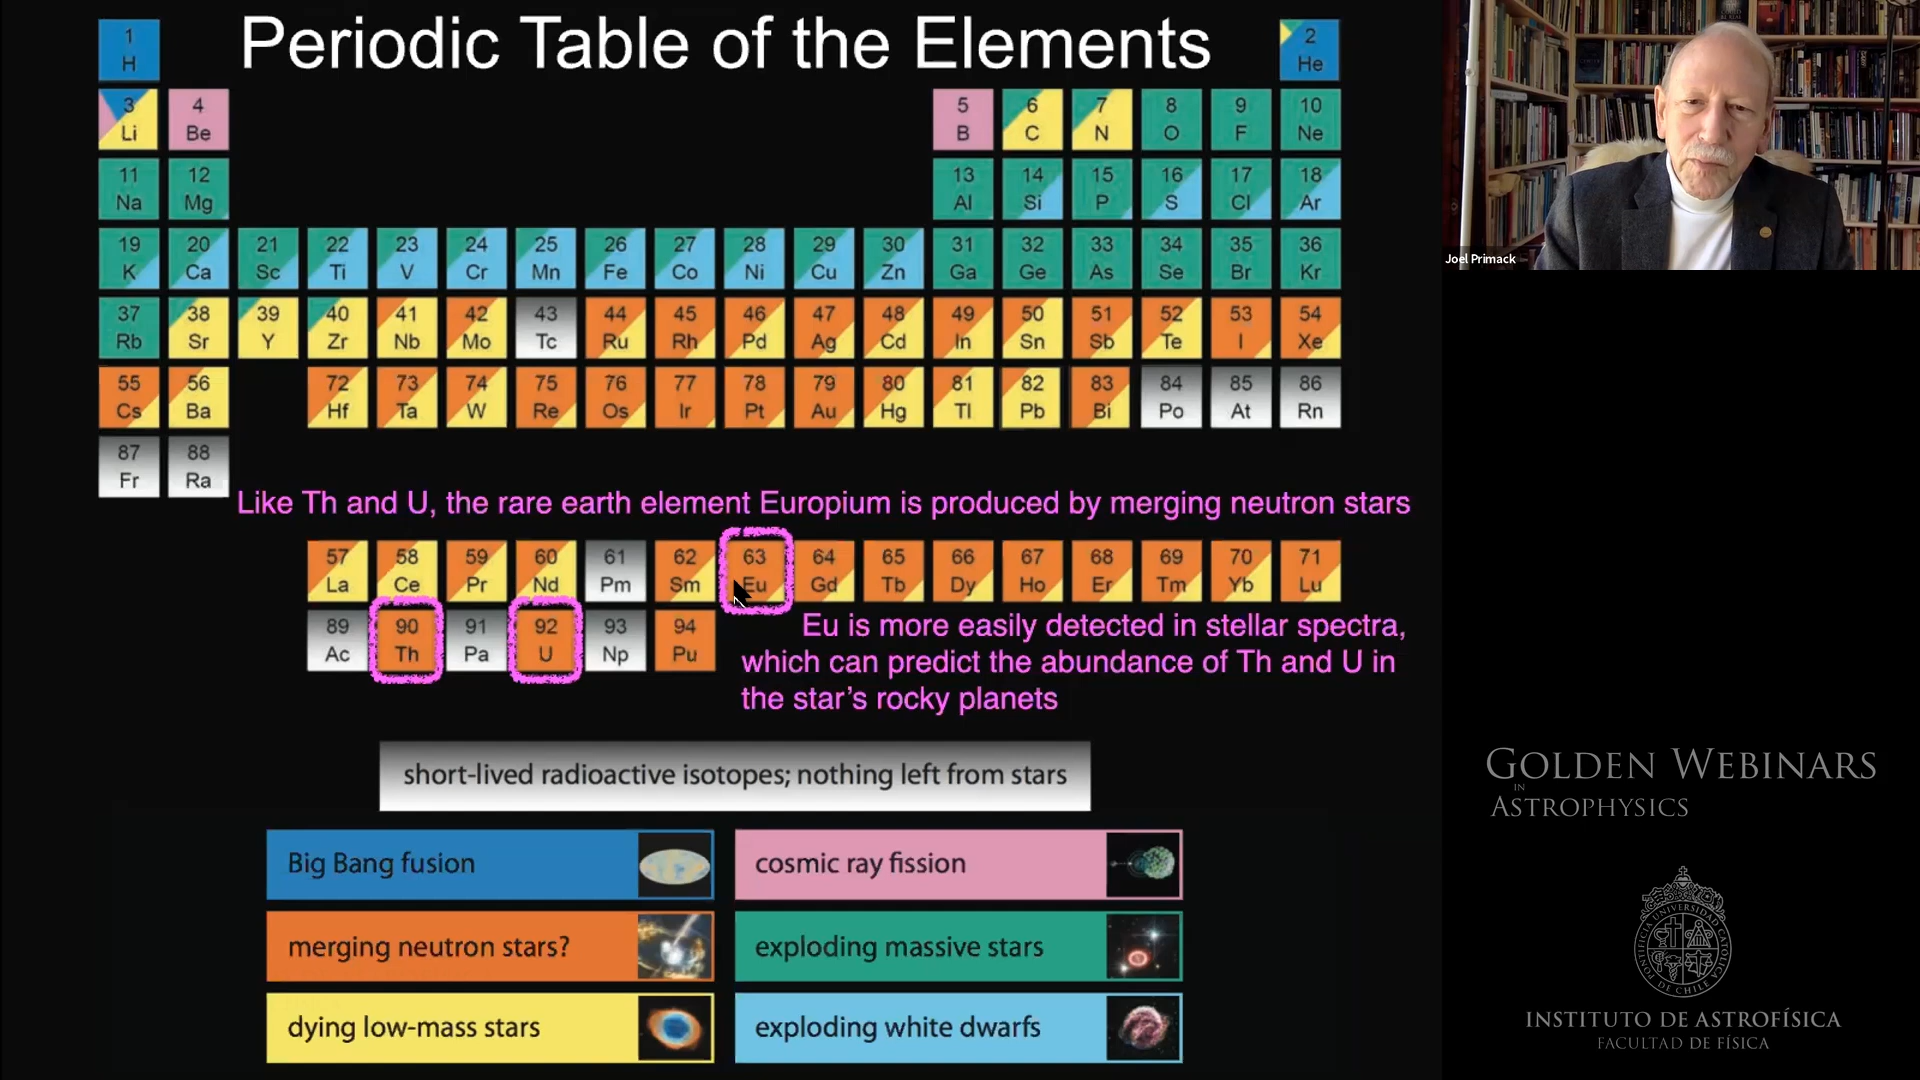 Periodic Table of the Elements
1 2
H He
3 4 5 6 7 8 9 10
Li Be B C N O F Ne
11 12 13 14 15 16 17 18
Na Mg Al Si P S Cl Ar
19 20 21 22 23 24 25 26 27 28 29 30 31 32 33 34 35 36
K Ca Sc Ti V Cr Mn Fe Co Ni Cu Zn Ga Ge As Se Br Kr
37 38 39 40 41 42 43 44 45 46 47 48 49 50 51 52 53 54
Rb Sr Y Zr Nb Mo Tc Ru Rh Pd Ag Cd In Sn Sb Te I Xe
55 56 72 73 74 75 76 77 78 79 80 81 82 83 84 85 86
Cs Ba Hf Ta W Re Os Ir Pt Au Hg Tl Pb Bi Po At Rn
87 88
Fr Ra
Like Th and U, the rare earth element Europium is produced by merging neutron stars
57 58 59 60 61 62 63 64 65 66 67 68 69 70 71
La Ce Pr Nd Pm Sm Eu Gd Tb Dy Ho Er Tm Yb Lu
89 90 91 92 93 94
Ac Th Pa U Np Pu
Eu is more easily detected in stellar spectra,
which can predict the abundance of Th and U in
the star's rocky planets
short-lived radioactive isotopes; nothing left from stars
Big Bang fusion
cosmic ray fission
merging neutron stars?
exploding massive stars
dying low-mass stars
exploding white dwarfs
Joel Primack
GOLDEN WEBINARS
IN
ASTROPHYSICS
PONTIFICIA UNIVERSIDAD CATOLICA DE CHILE
INSTITUTO DE ASTROFÍSICA
FACULTAD DE FÍSICA